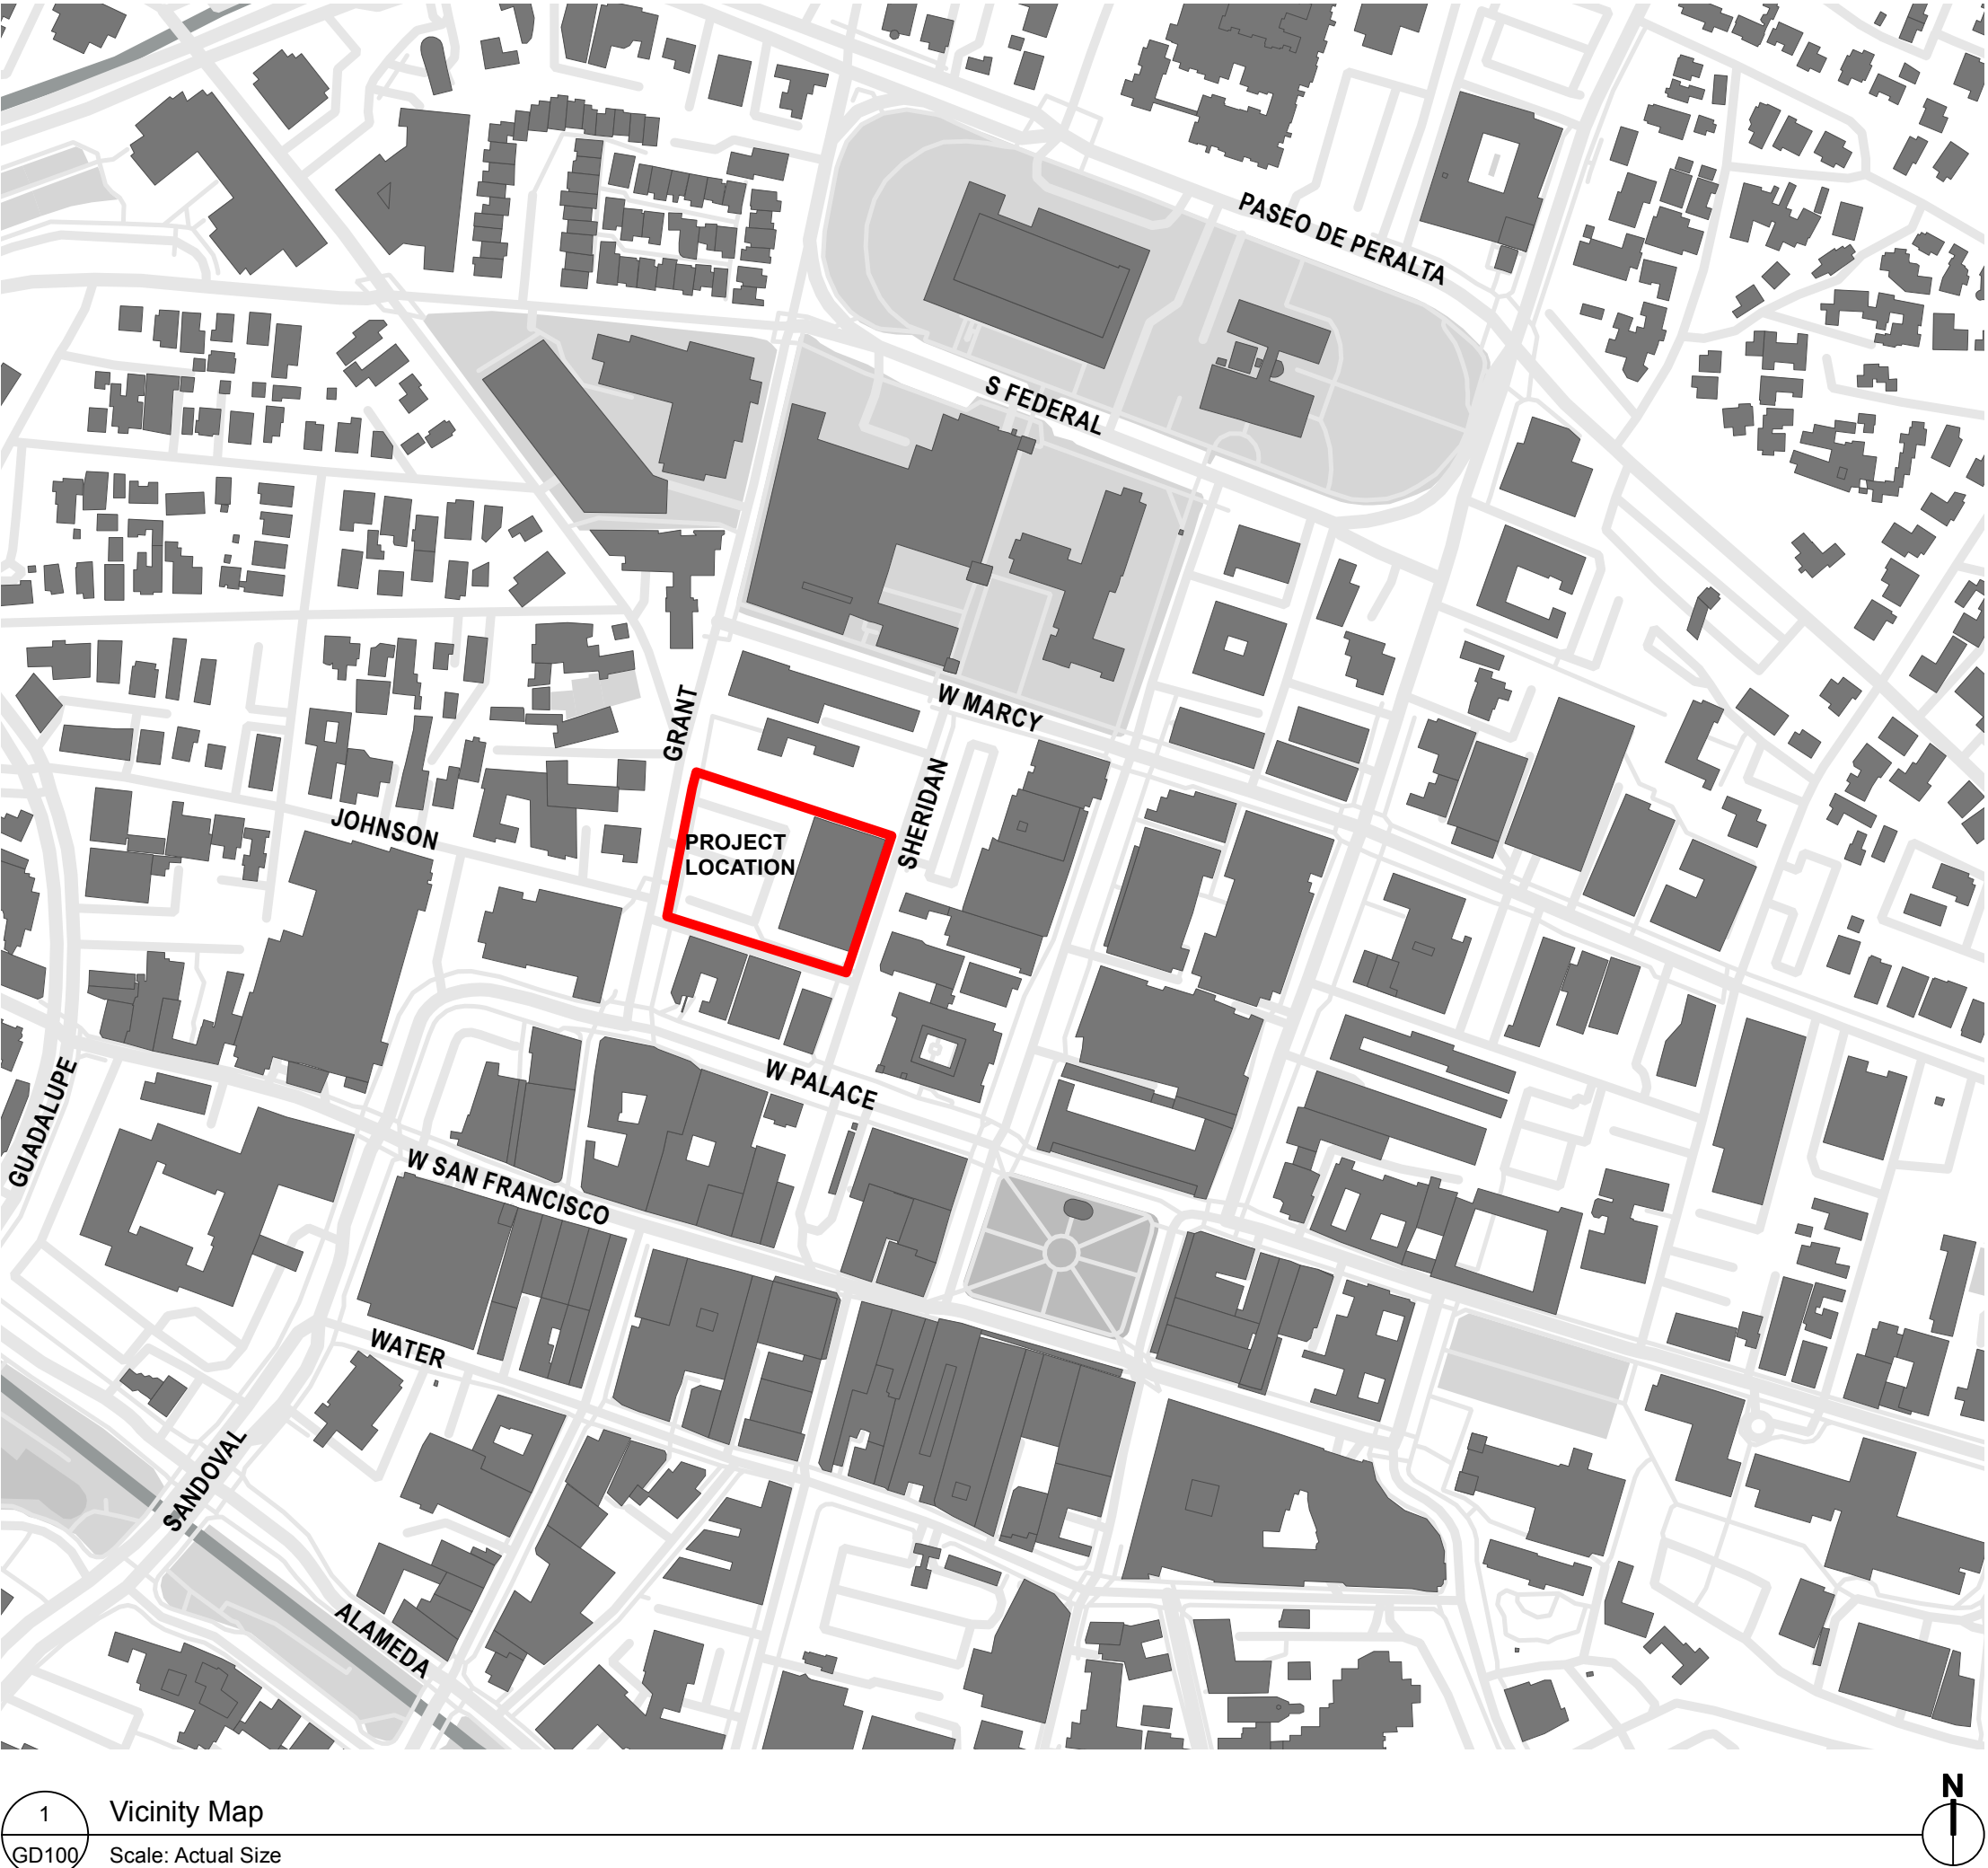 PASEO DE PERALTA
S FEDERAL
W MARCY
GRANT
SHERIDAN
JOHNSON
PROJECT
LOCATION
W PALACE
GUADALUPE
W SAN FRANCISCO
WATER
SANDOVAL
ALAMEDA
N
1
Vicinity Map
GD100
Scale: Actual Size